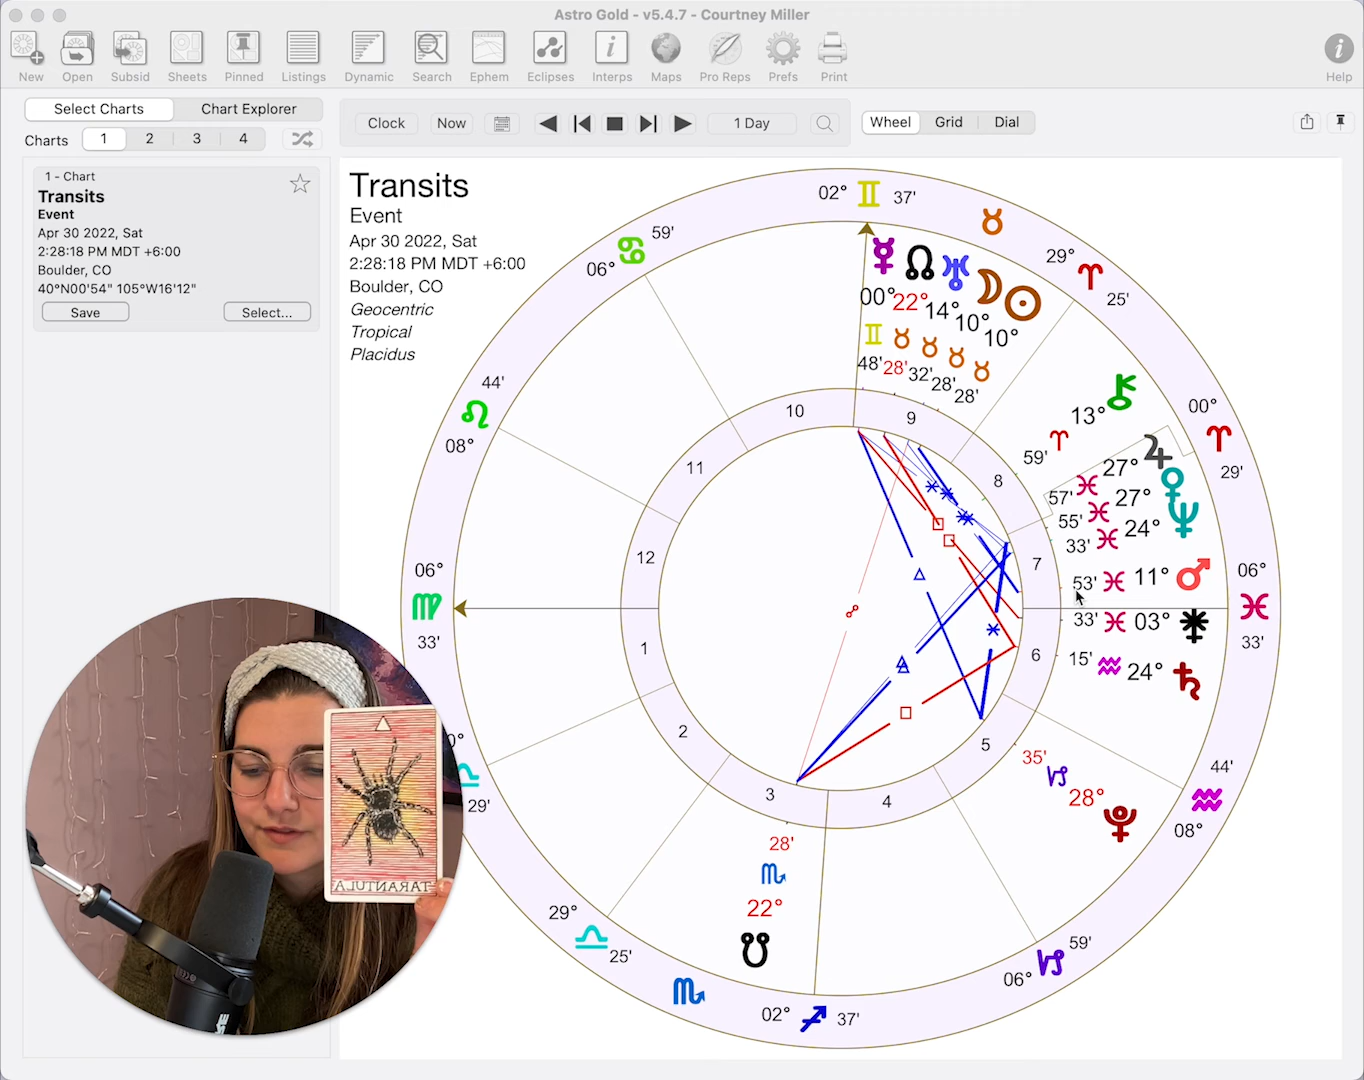 Astro Gold - v5.4.7 - Courtney Miller
New Open Subsid Sheets Pinned Listings Dynamic Search Ephem Eclipses Interps Maps Pro Reps Prefs Print Help
Select Charts Chart Explorer
Charts 1 2 3 4
Clock Now 1 Day Wheel Grid Dial
1 - Chart
Transits
Event
Apr 30 2022, Sat
2:28:18 PM MDT +6:00
Boulder, CO
40°N00'54" 105°W16'12"
Save Select...
Transits
Event
Apr 30 2022, Sat
2:28:18 PM MDT +6:00
Boulder, CO
Geocentric
Tropical
Placidus
02° ♊ 37'
♉
29° ♈ 25'
06° ♋ 59'
☿ ☊ ♅ ☽ ☉
00° 22° 14° 10° 10°
♊ ♉ ♉ ♉ ♉
48' 28' 32' 28' 28'
44'
♌
08°
10
9
11
8
12
7
1
6
2
5
3
4
13°
59' ♈
00°
♈
29'
57' ♓ 27° ♃
55' ♓ 27° ♀
33' ♓ 24° ♆
53' ♓ 11° ♂
33' ♓ 03°
15' ♒ 24° ♄
06°
♍
33'
06°
♓
33'
0°
♎
29'
35'
♑
28° ♇
44'
♒
08°
28'
♏
22°
☋
29° ♎ 25'
♏
02° ♐ 37'
06° ♑ 59'
TARANTULA